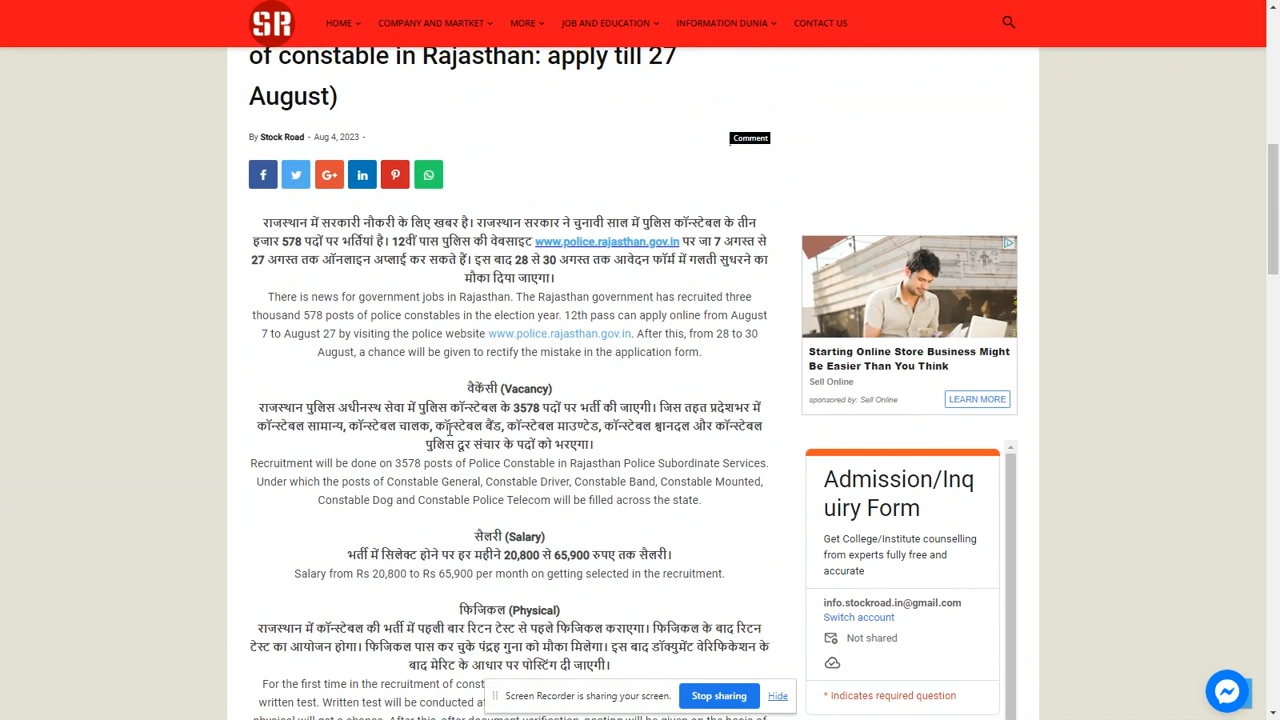 SR
HOME COMPANY AND MARTKET MORE JOB AND EDUCATION INFORMATION DUNIA CONTACT US
of constable in Rajasthan: apply till 27
August)
By Stock Road - Aug 4, 2023 -
Comment
राजस्थान में सरकारी नौकरी के लिए खबर है। राजस्थान सरकार ने चुनावी साल में पुलिस कॉन्स्टेबल के तीन
हजार 578 पदों पर भर्तियां है। 12वीं पास पुलिस की वेबसाइट www.police.rajasthan.gov.in पर जा 7 अगस्त से
27 अगस्त तक ऑनलाइन अप्लाई कर सकते हैं। इस बाद 28 से 30 अगस्त तक आवेदन फॉर्म में गलती सुधरने का
मौका दिया जाएगा।
There is news for government jobs in Rajasthan. The Rajasthan government has recruited three
thousand 578 posts of police constables in the election year. 12th pass can apply online from August
7 to August 27 by visiting the police website www.police.rajasthan.gov.in. After this, from 28 to 30
August, a chance will be given to rectify the mistake in the application form.
वैकेंसी (Vacancy)
राजस्थान पुलिस अधीनस्थ सेवा में पुलिस कॉन्स्टेबल के 3578 पदों पर भर्ती की जाएगी। जिस तहत प्रदेशभर में
कॉन्स्टेबल सामान्य, कॉन्स्टेबल चालक, कॉन्स्टेबल बैंड, कॉन्स्टेबल माउण्टेड, कॉन्स्टेबल श्वानदल और कॉन्स्टेबल
पुलिस दूर संचार के पदों को भरएगा।
Recruitment will be done on 3578 posts of Police Constable in Rajasthan Police Subordinate Services.
Under which the posts of Constable General, Constable Driver, Constable Band, Constable Mounted,
Constable Dog and Constable Police Telecom will be filled across the state.
सैलरी (Salary)
भर्ती में सिलेक्ट होने पर हर महीने 20,800 से 65,900 रुपए तक सैलरी।
Salary from Rs 20,800 to Rs 65,900 per month on getting selected in the recruitment.
फिजिकल (Physical)
राजस्थान में कॉन्स्टेबल की भर्ती में पहली बार रिटन टेस्ट से पहले फिजिकल कराएगा। फिजिकल के बाद रिटन
टेस्ट का आयोजन होगा। फिजिकल पास कर चुके पंद्रह गुना को मौका मिलेगा। इस बाद डॉक्युमेंट वेरिफिकेशन के
बाद मेरिट के आधार पर पोस्टिंग दी जाएगी।
For the first time in the recruitment of const
written test. Written test will be conducted af
Starting Online Store Business Might
Be Easier Than You Think
Sell Online
sponsored by: Sell Online
LEARN MORE
Admission/Inq
uiry Form
Get College/Institute counselling
from experts fully free and
accurate
info.stockroad.in@gmail.com
Switch account
Not shared
* Indicates required question
Screen Recorder is sharing your screen. Stop sharing Hide